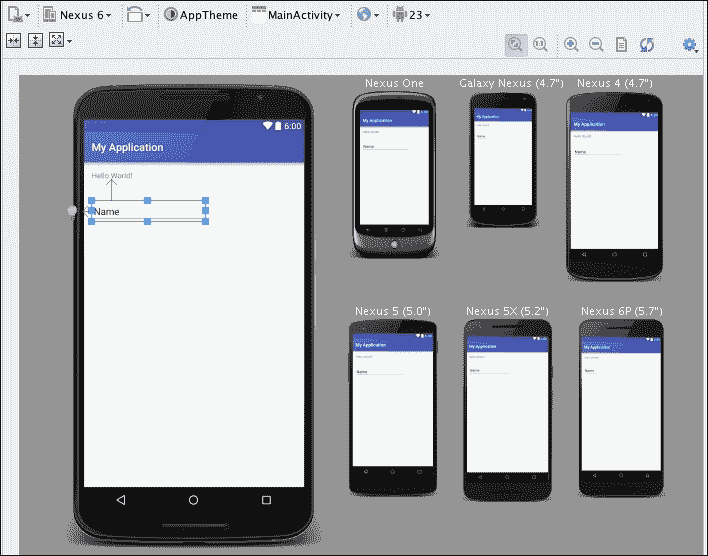 Nexus 6 AppTheme MainActivity 23
1:1
Nexus One Galaxy Nexus (4.7") Nexus 4 (4.7")
6:00
My Application
Hello World!
Name
My Application
Hello World!
Name
My Application
Name
My Application
Hello World!
Name
Nexus 5 (5.0") Nexus 5X (5.2") Nexus 6P (5.7")
My Application
Hello World!
Name
My Application
Hello World!
Name
My Application
Hello World!
Name